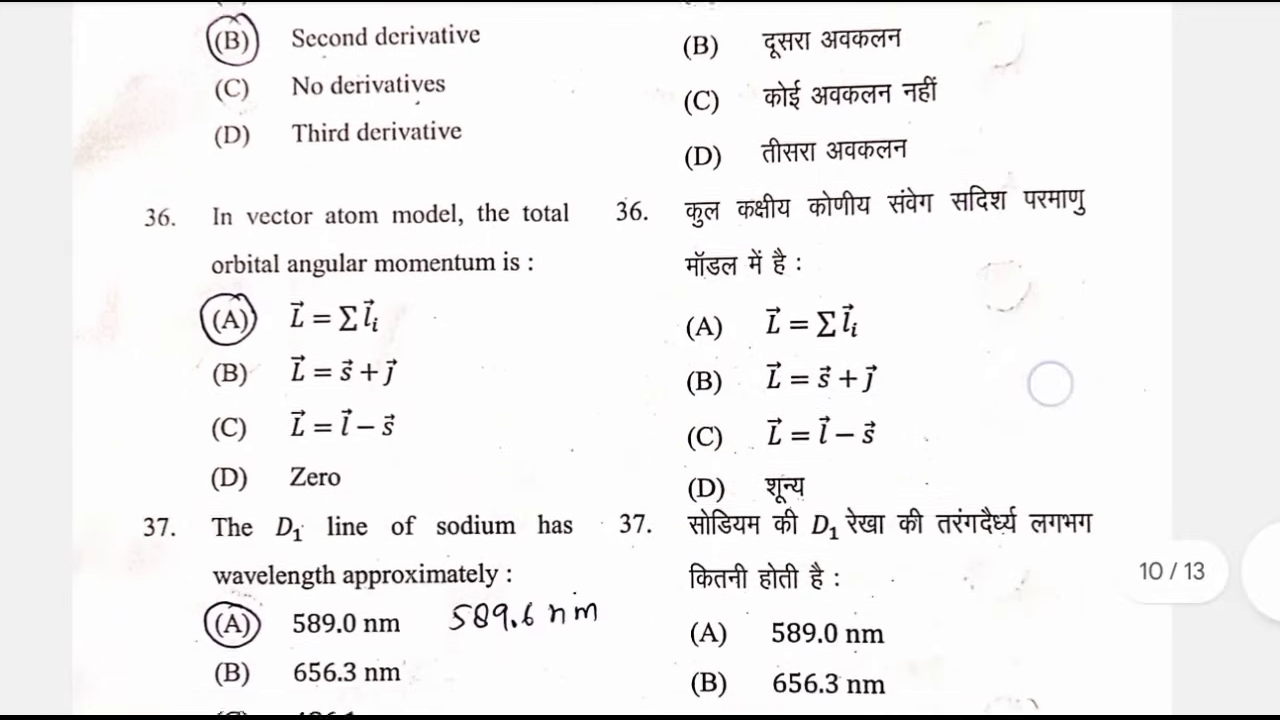 (B) Second derivative
(C) No derivatives
(D) Third derivative
36. In vector atom model, the total
orbital angular momentum is :
(A) L⃗ = Σ l⃗ᵢ
(B) L⃗ = s⃗ + j⃗
(C) L⃗ = l⃗ − s⃗
(D) Zero
37. The D₁ line of sodium has
wavelength approximately :
(A) 589.0 nm 589.6 nm
(B) 656.3 nm
(B) दूसरा अवकलन
(C) कोई अवकलन नहीं
(D) तीसरा अवकलन
36. कुल कक्षीय कोणीय संवेग सदिश परमाणु
मॉडल में है :
(A) L⃗ = Σ l⃗ᵢ
(B) L⃗ = s⃗ + j⃗
(C) L⃗ = l⃗ − s⃗
(D) शून्य
37. सोडियम की D₁ रेखा की तरंगदैर्ध्य लगभग
कितनी होती है :
(A) 589.0 nm
(B) 656.3 nm
10 / 13